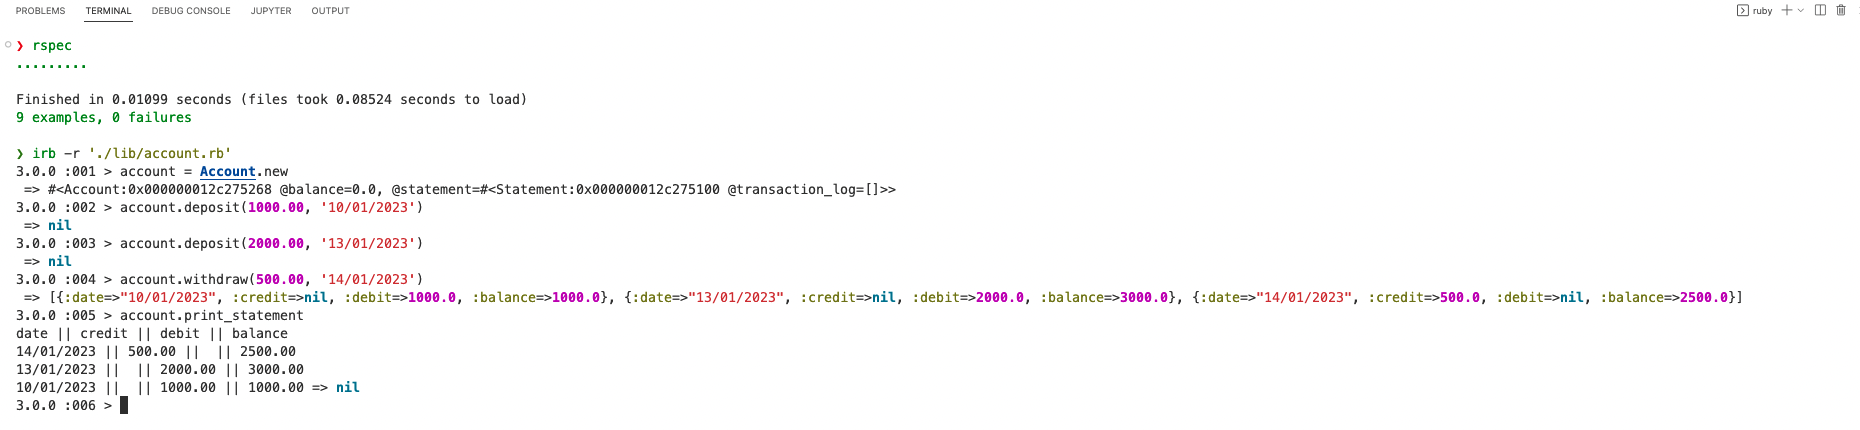 PROBLEMS TERMINAL DEBUG CONSOLE JUPYTER OUTPUT ruby
❯ rspec
.........
Finished in 0.01099 seconds (files took 0.08524 seconds to load)
9 examples, 0 failures
❯ irb -r './lib/account.rb'
3.0.0 :001 > account = Account.new
 => #<Account:0x000000012c275268 @balance=0.0, @statement=#<Statement:0x000000012c275100 @transaction_log=[]>>
3.0.0 :002 > account.deposit(1000.00, '10/01/2023')
 => nil
3.0.0 :003 > account.deposit(2000.00, '13/01/2023')
 => nil
3.0.0 :004 > account.withdraw(500.00, '14/01/2023')
 => [{:date=>"10/01/2023", :credit=>nil, :debit=>1000.0, :balance=>1000.0}, {:date=>"13/01/2023", :credit=>nil, :debit=>2000.0, :balance=>3000.0}, {:date=>"14/01/2023", :credit=>500.0, :debit=>nil, :balance=>2500.0}]
3.0.0 :005 > account.print_statement
date || credit || debit || balance
14/01/2023 || 500.00 ||  || 2500.00
13/01/2023 ||  || 2000.00 || 3000.00
10/01/2023 ||  || 1000.00 || 1000.00 => nil
3.0.0 :006 >